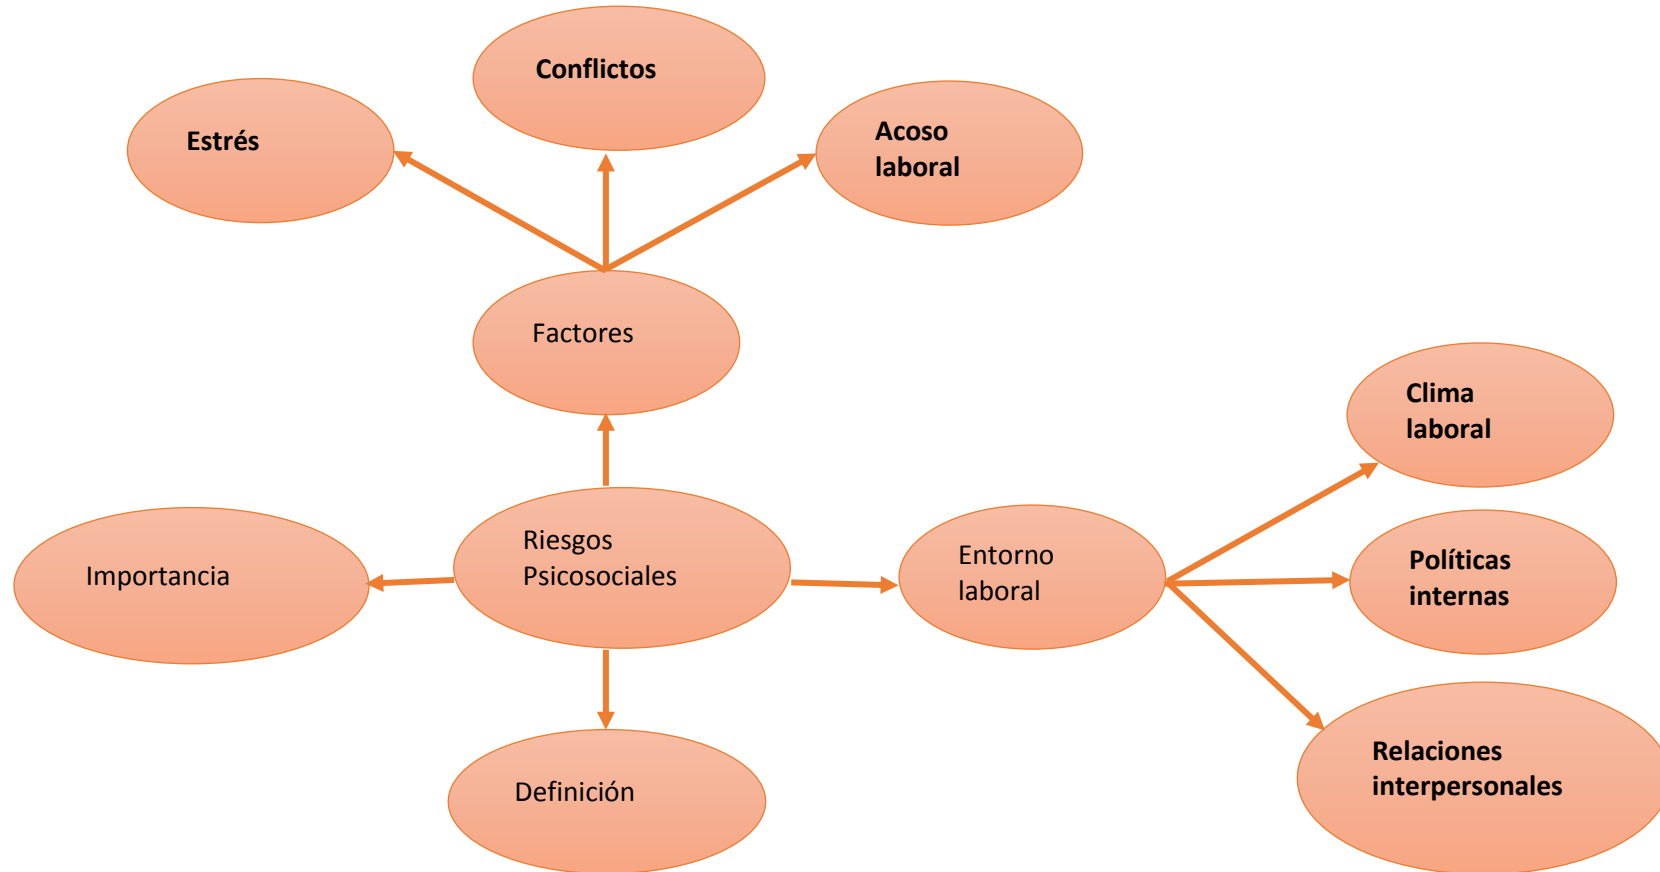 Conflictos
Estrés
Acoso
laboral
Factores
Clima
laboral
Riesgos
Psicosociales
Entorno
laboral
Importancia
Políticas
internas
Relaciones
interpersonales
Definición